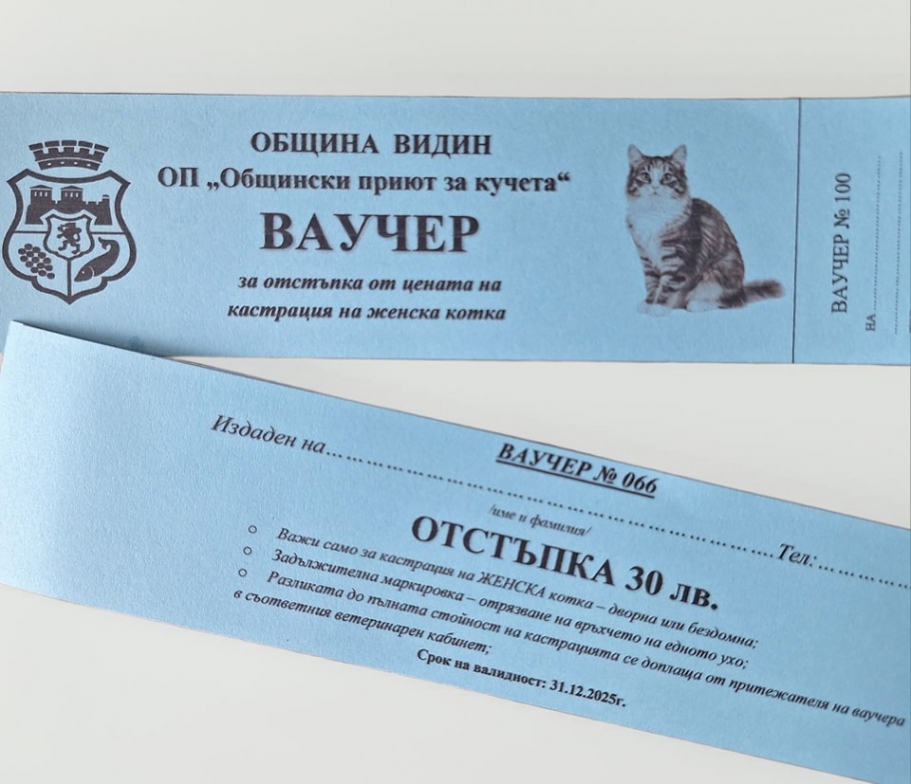 ОБЩИНА ВИДИН
ОП „Общински приют за кучета“
ВАУЧЕР
за отстъпка от цената на
кастрация на женска котка
ВАУЧЕР № 100
НА
ВАУЧЕР № 066
Издаден на.......................................................Тел:................
/име и фамилия/
ОТСТЪПКА 30 лв.
○ Важи само за кастрация на ЖЕНСКА котка – дворна или бездомна;
○ Задължителна маркировка – отрязване на връхчето на едното ухо;
○ Разликата до пълната стойност на кастрацията се доплаща от притежателя на ваучера
в съответния ветеринарен кабинет;
Срок на валидност: 31.12.2025г.